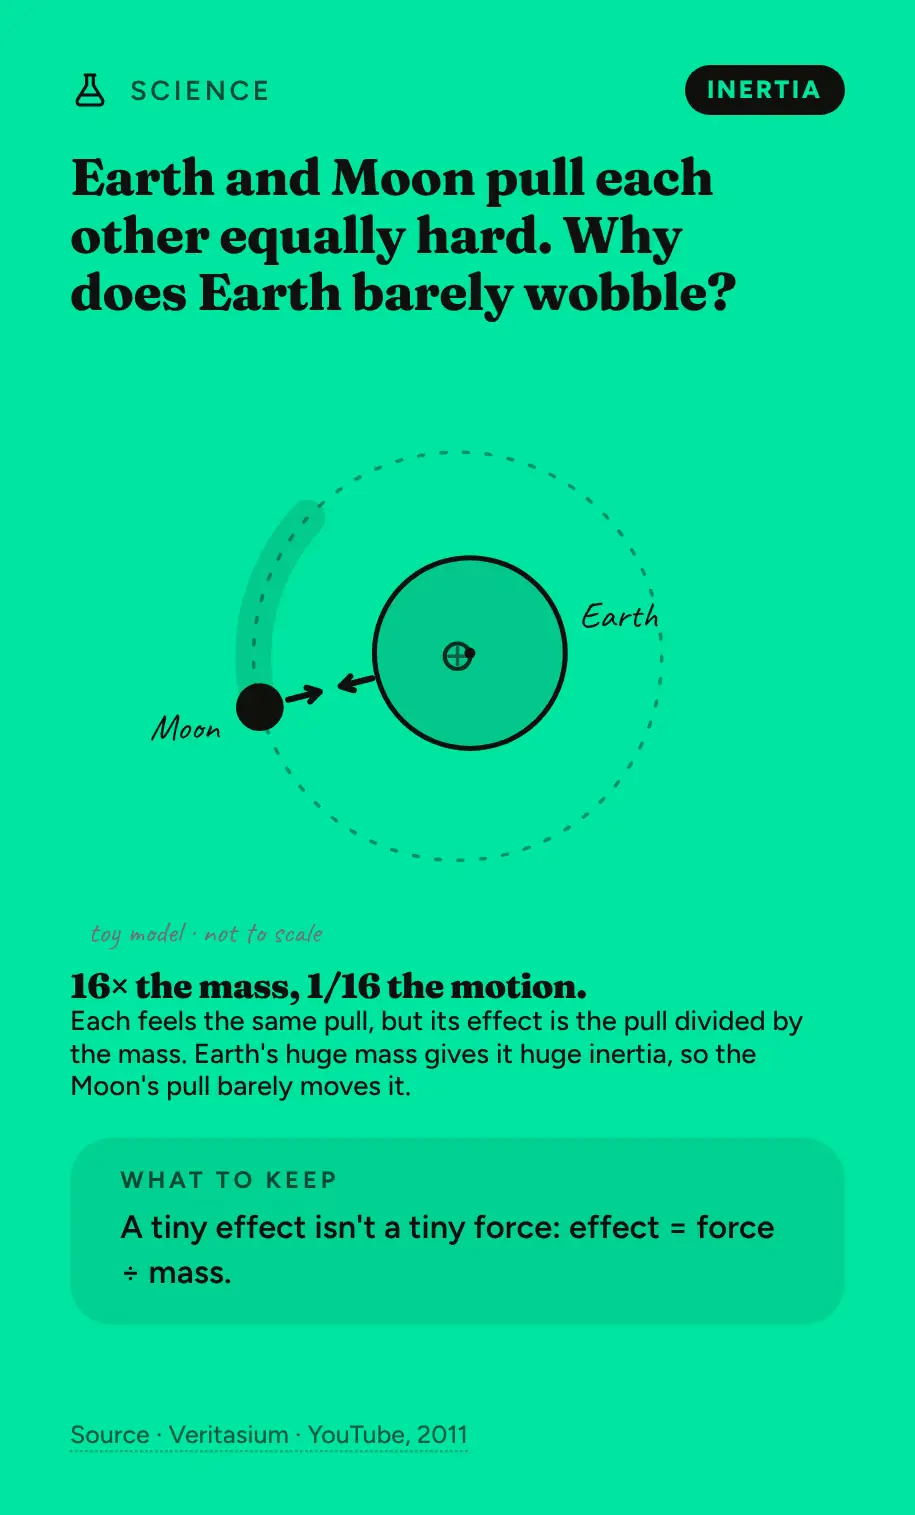 SCIENCE
INERTIA
Earth and Moon pull each
other equally hard. Why
does Earth barely wobble?
Earth
Moon
toy model · not to scale
16× the mass, 1/16 the motion.
Each feels the same pull, but its effect is the pull divided by
the mass. Earth's huge mass gives it huge inertia, so the
Moon's pull barely moves it.
WHAT TO KEEP
A tiny effect isn't a tiny force: effect = force
÷ mass.
Source · Veritasium · YouTube, 2011